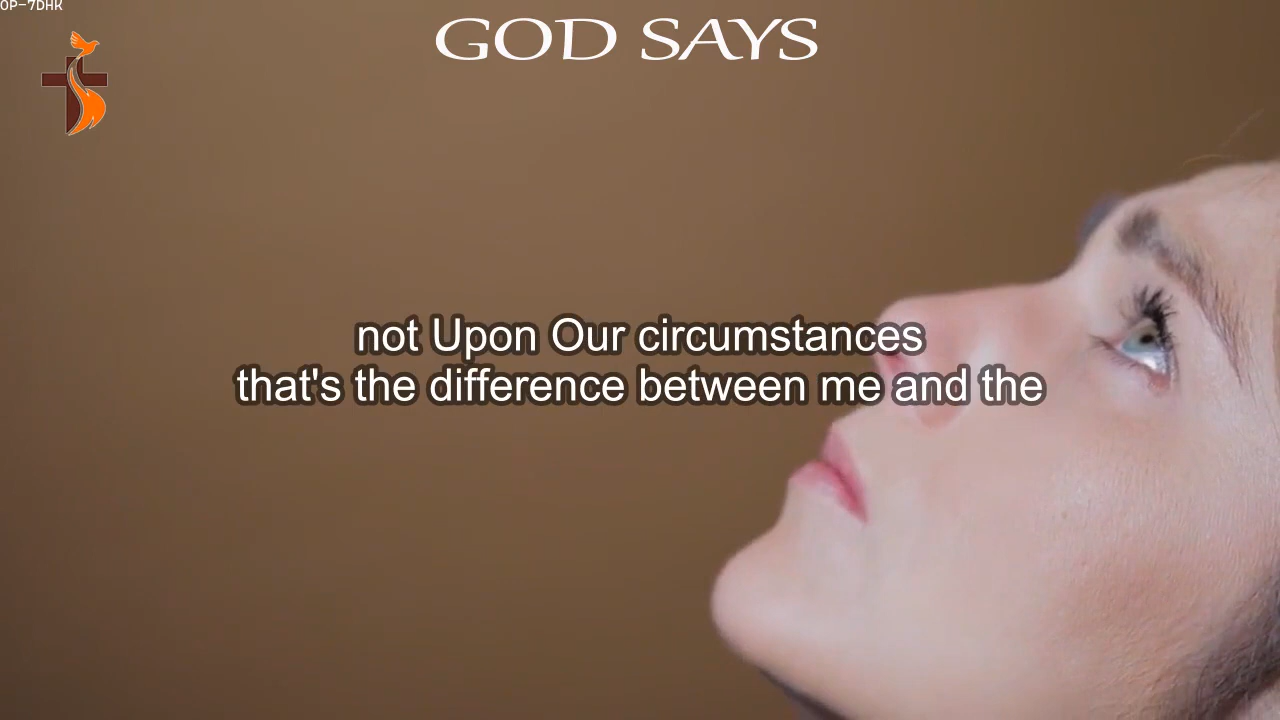 OP-7DHK
GOD SAYS
not Upon Our circumstances
that's the difference between me and the